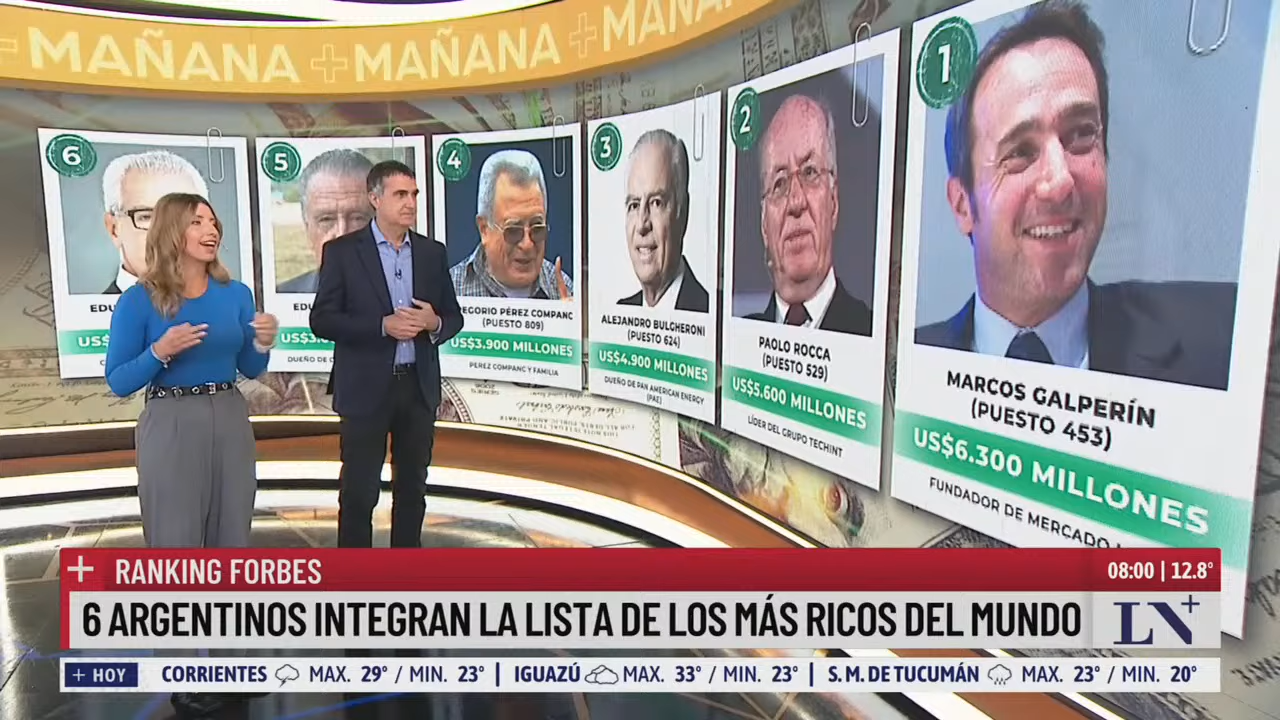 + MAÑANA + MAÑANA + MAÑANA
6
EDU
US$
5
EDU
US$3.
DUEÑO DE C
4
GREGORIO PÉREZ COMPANC
(PUESTO 809)
US$3.900 MILLONES
PEREZ COMPANC Y FAMILIA
3
ALEJANDRO BULGHERONI
(PUESTO 624)
US$4.900 MILLONES
DUEÑO DE PAN AMERICAN ENERGY
(PAE)
2
PAOLO ROCCA
(PUESTO 529)
US$5.600 MILLONES
LÍDER DEL GRUPO TECHINT
1
MARCOS GALPERÍN
(PUESTO 453)
US$6.300 MILLONES
FUNDADOR DE MERCADO
+ RANKING FORBES
08:00 | 12.8°
6 ARGENTINOS INTEGRAN LA LISTA DE LOS MÁS RICOS DEL MUNDO
LN+
+ HOY
CORRIENTES MAX. 29° / MIN. 23° | IGUAZÚ MAX. 33° / MIN. 23° | S.M. DE TUCUMÁN MAX. 23° / MIN. 20°